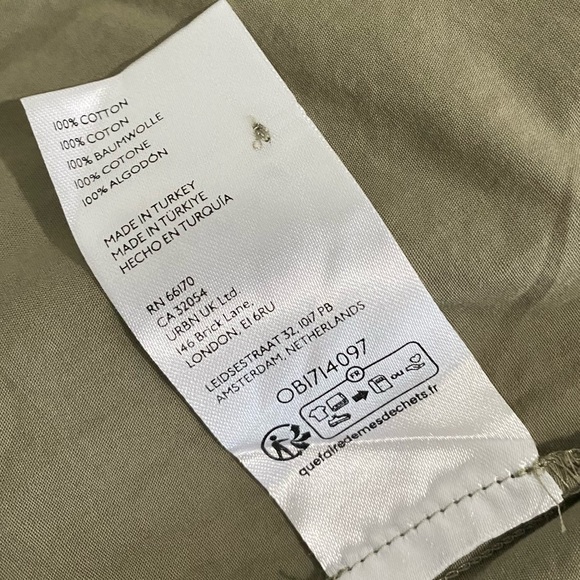 100% COTTON
100% COTON
100% BAUMWOLLE
100% COTONE
100% ALGODÓN
MADE IN TURKEY
MADE IN TÜRKİYE
HECHO EN TURQUÍA
RN 66170
CA 32054
URBN UK Ltd.
146 Brick Lane,
LONDON. E1 6RU
LEIDSESTRAAT 32, 1017 PB
AMSTERDAM, NETHERLANDS
OB1714097
FR
OU
quefairedemesdechets.fr